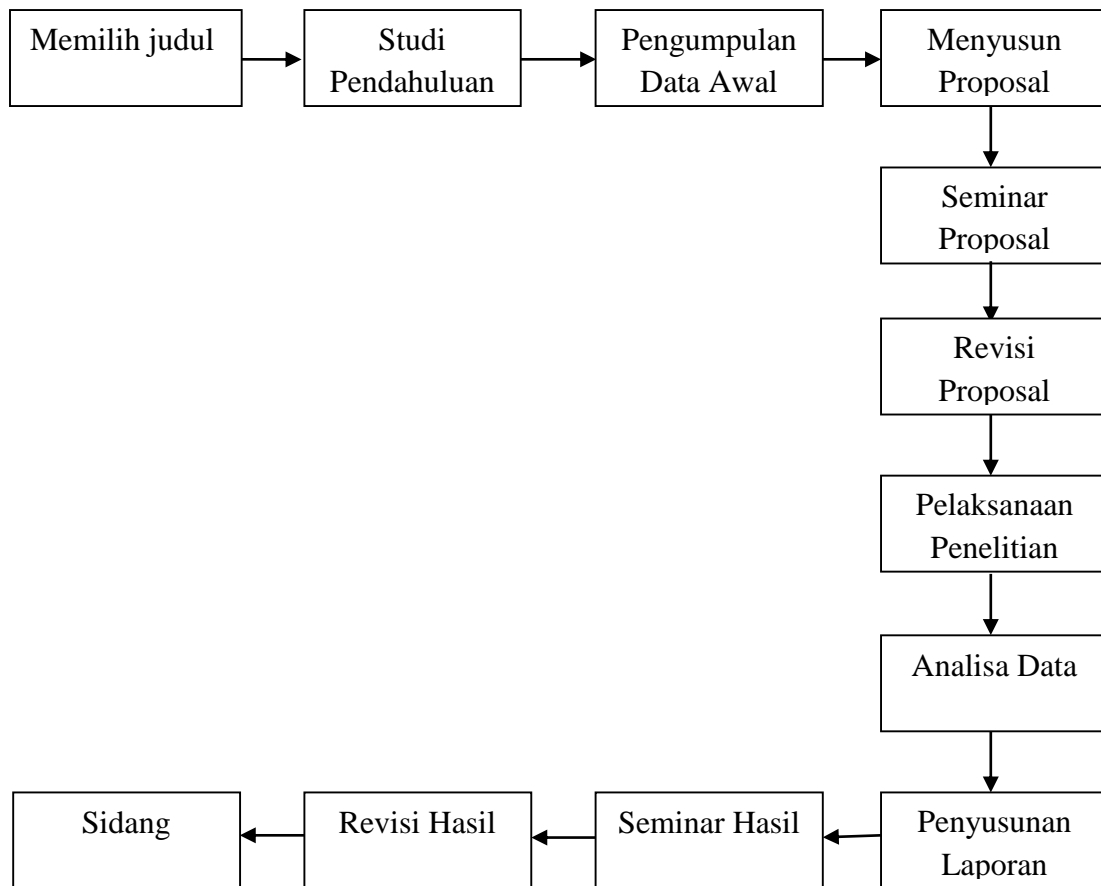 Memilih judul
Studi
Pendahuluan
Pengumpulan
Data Awal
Menyusun
Proposal
Seminar
Proposal
Revisi
Proposal
Pelaksanaan
Penelitian
Analisa Data
Penyusunan
Laporan
Seminar Hasil
Revisi Hasil
Sidang